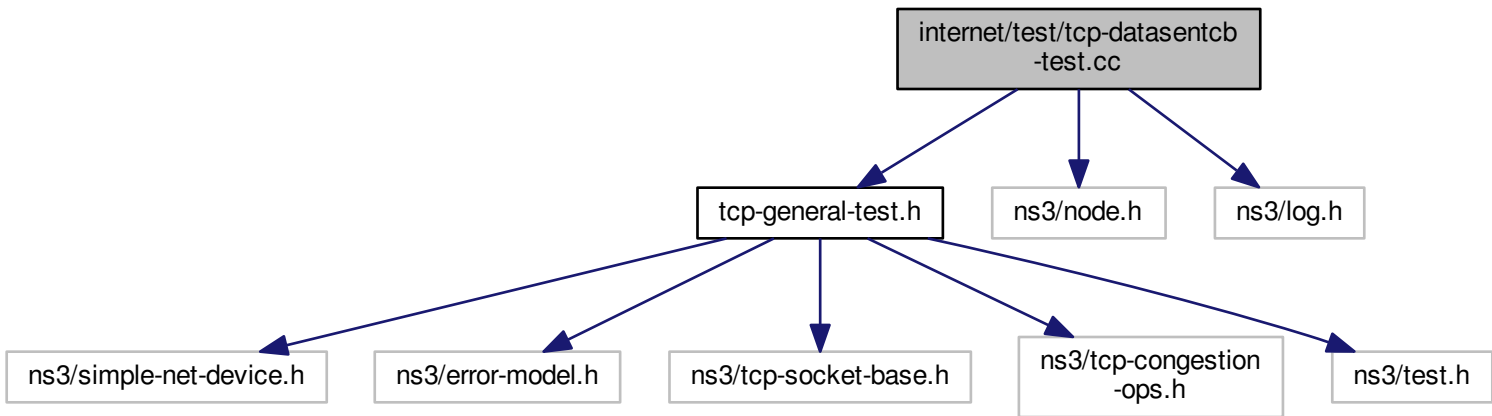 internet/test/tcp-datasentcb
-test.cc
tcp-general-test.h
ns3/node.h
ns3/log.h
ns3/simple-net-device.h
ns3/error-model.h
ns3/tcp-socket-base.h
ns3/tcp-congestion
-ops.h
ns3/test.h